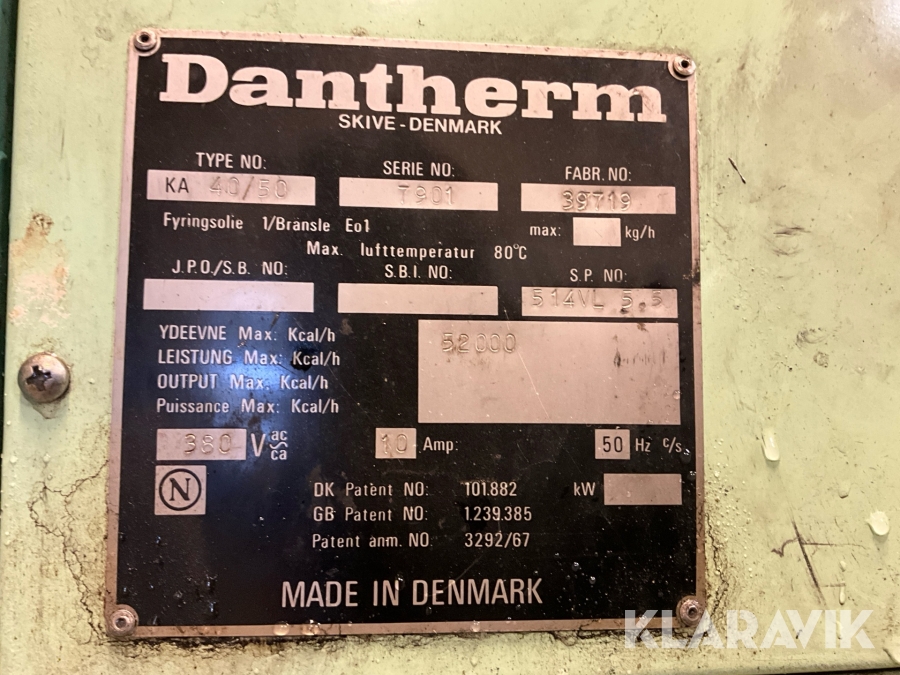 Dantherm
SKIVE - DENMARK
TYPE NO: SERIE NO: FABR. NO:
KA 40/50 T901 39719
Fyringsolie 1/Bränsle Eo1 max: kg/h
Max. lufttemperatur 80°C
J.P.O./S.B. NO: S.B.I. NO: S.P. NO:
514VL 5.5
YDEEVNE Max: Kcal/h 52000
LEISTUNG Max: Kcal/h
OUTPUT Max: Kcal/h
Puissance Max: Kcal/h
380 V ac ca 10 Amp: 50 Hz c/s.
N
DK Patent NO: 101.882 kW
GB Patent NO: 1.239.385
Patent anm. NO. 3292/67
MADE IN DENMARK
KLARAVIK